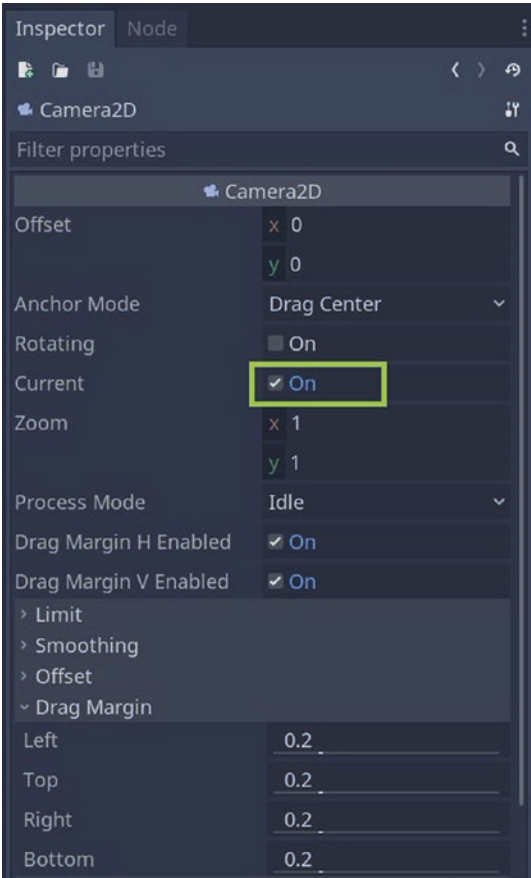 Inspector Node
Camera2D
Filter properties
Camera2D
Offset x 0
y 0
Anchor Mode Drag Center
Rotating On
Current On
Zoom x 1
y 1
Process Mode Idle
Drag Margin H Enabled On
Drag Margin V Enabled On
Limit
Smoothing
Offset
Drag Margin
Left 0.2
Top 0.2
Right 0.2
Bottom 0.2